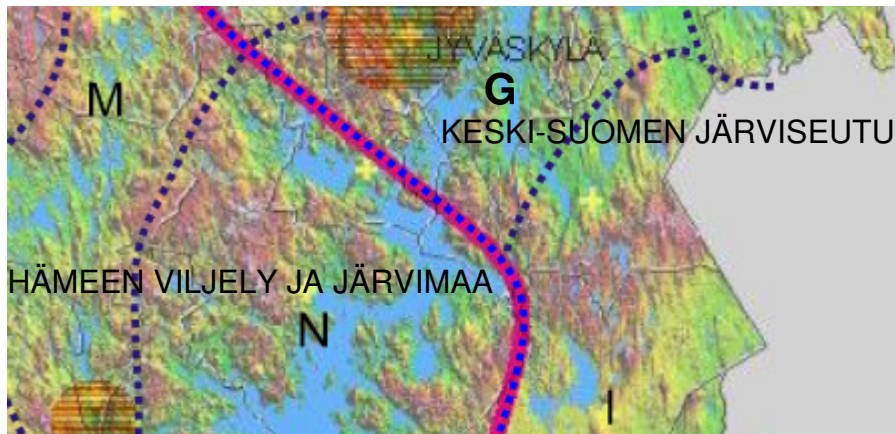 JYVÄSKYLÄ
M
G
KESKI-SUOMEN JÄRVISEUTU
HÄMEEN VILJELY JA JÄRVIMAA
N
I